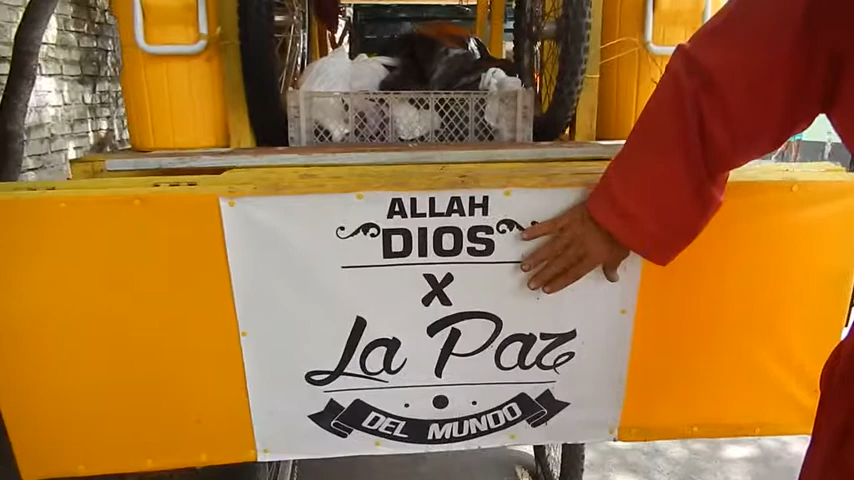 ALLAH
DIOS
X
La Paz
DEL MUNDO